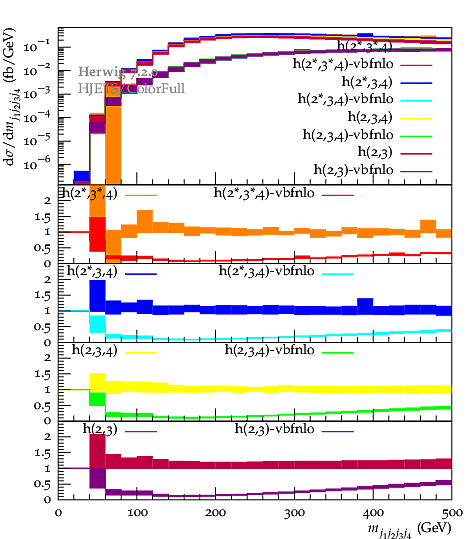 dσ/dm_{j1j2j3j4} (fb/GeV)
10^{-1}
10^{-2}
10^{-3}
10^{-4}
10^{-5}
10^{-6}
Herwig 7.2.0
HJETS/ColorFull
h(2*,3*,4)
h(2*,3*,4)-vbfnlo
h(2*,3,4)
h(2*,3,4)-vbfnlo
h(2,3,4)
h(2,3,4)-vbfnlo
h(2,3)
h(2,3)-vbfnlo
h(2*,3*,4) h(2*,3*,4)-vbfnlo
2
1.5
1
0.5
0
h(2*,3,4) h(2*,3,4)-vbfnlo
2
1.5
1
0.5
0
h(2,3,4) h(2,3,4)-vbfnlo
2
1.5
1
0.5
0
h(2,3) h(2,3)-vbfnlo
2
1.5
1
0.5
0
0 100 200 300 400 500
m_{j1j2j3j4} (GeV)